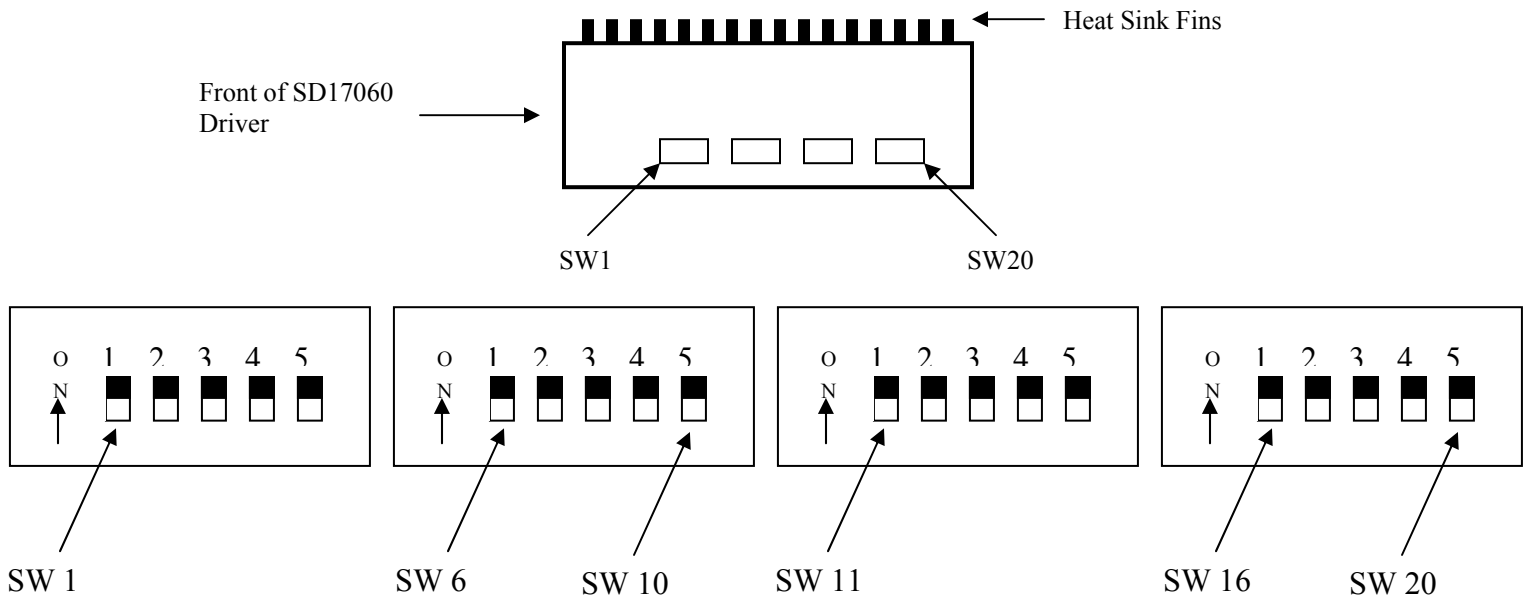 Heat Sink Fins
Front of SD17060
Driver
SW1
SW20
O 1 2 3 4 5
N
O 1 2 3 4 5
N
O 1 2 3 4 5
N
O 1 2 3 4 5
N
SW 1
SW 6
SW 10
SW 11
SW 16
SW 20